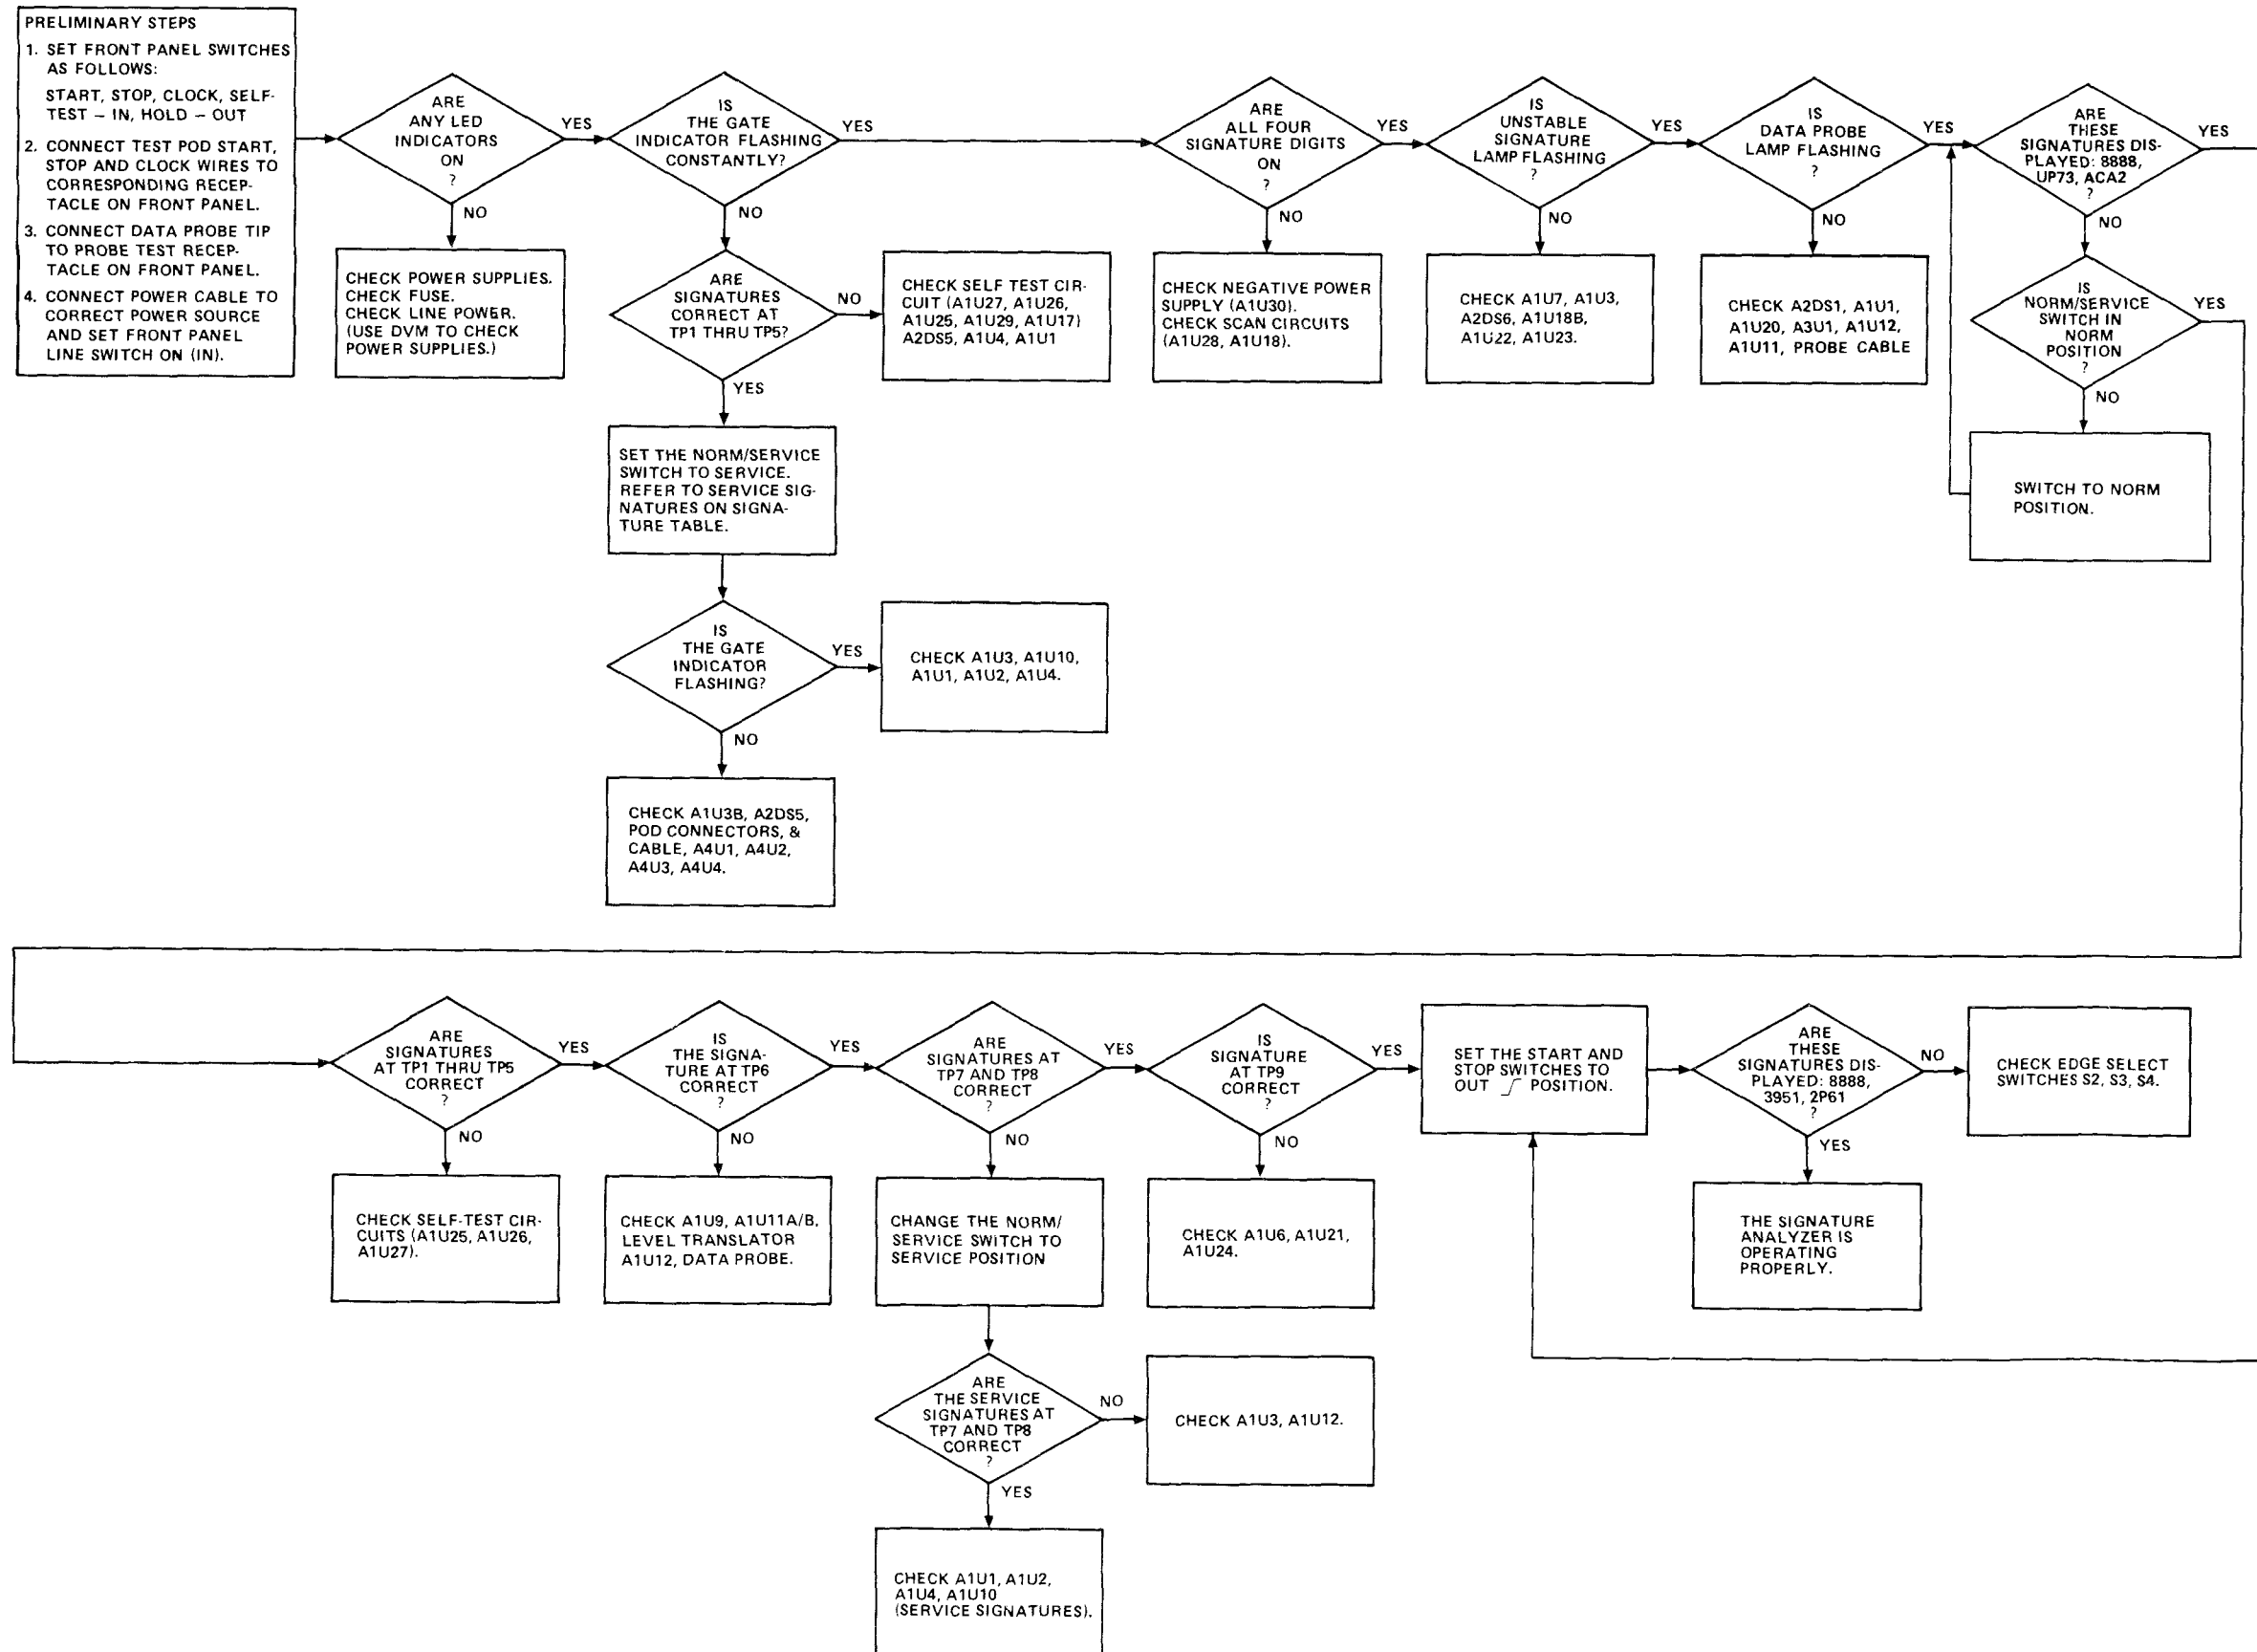 PRELIMINARY STEPS
1. SET FRONT PANEL SWITCHES
AS FOLLOWS:
START, STOP, CLOCK, SELF-
TEST – IN, HOLD – OUT
2. CONNECT TEST POD START,
STOP AND CLOCK WIRES TO
CORRESPONDING RECEP-
TACLE ON FRONT PANEL.
3. CONNECT DATA PROBE TIP
TO PROBE TEST RECEP-
TACLE ON FRONT PANEL.
4. CONNECT POWER CABLE TO
CORRECT POWER SOURCE
AND SET FRONT PANEL
LINE SWITCH ON (IN).
ARE
ANY LED
INDICATORS
ON
?
YES
NO
CHECK POWER SUPPLIES.
CHECK FUSE.
CHECK LINE POWER.
(USE DVM TO CHECK
POWER SUPPLIES.)
IS
THE GATE
INDICATOR FLASHING
CONSTANTLY?
YES
NO
ARE
SIGNATURES
CORRECT AT
TP1 THRU TP5?
NO
YES
CHECK SELF TEST CIR-
CUIT (A1U27, A1U26,
A1U25, A1U29, A1U17)
A2DS5, A1U4, A1U1
SET THE NORM/SERVICE
SWITCH TO SERVICE.
REFER TO SERVICE SIG-
NATURES ON SIGNA-
TURE TABLE.
IS
THE GATE
INDICATOR
FLASHING?
YES
NO
CHECK A1U3, A1U10,
A1U1, A1U2, A1U4.
CHECK A1U3B, A2DS5,
POD CONNECTORS, &
CABLE, A4U1, A4U2,
A4U3, A4U4.
ARE
ALL FOUR
SIGNATURE DIGITS
ON
?
YES
NO
CHECK NEGATIVE POWER
SUPPLY (A1U30).
CHECK SCAN CIRCUITS
(A1U28, A1U18).
IS
UNSTABLE
SIGNATURE
LAMP FLASHING
?
YES
NO
CHECK A1U7, A1U3,
A2DS6, A1U18B,
A1U22, A1U23.
IS
DATA PROBE
LAMP FLASHING
?
YES
NO
CHECK A2DS1, A1U1,
A1U20, A3U1, A1U12,
A1U11, PROBE CABLE
ARE
THESE
SIGNATURES DIS-
PLAYED: 8888,
UP73, ACA2
?
YES
NO
IS
NORM/SERVICE
SWITCH IN
NORM
POSITION
?
YES
NO
SWITCH TO NORM
POSITION.
ARE
SIGNATURES
AT TP1 THRU TP5
CORRECT
?
YES
NO
CHECK SELF-TEST CIR-
CUITS (A1U25, A1U26,
A1U27).
IS
THE SIGNA-
TURE AT TP6
CORRECT
?
YES
NO
CHECK A1U9, A1U11A/B,
LEVEL TRANSLATOR
A1U12, DATA PROBE.
ARE
SIGNATURES AT
TP7 AND TP8
CORRECT
?
YES
NO
CHANGE THE NORM/
SERVICE SWITCH TO
SERVICE POSITION
ARE
THE SERVICE
SIGNATURES AT
TP7 AND TP8
CORRECT
?
NO
YES
CHECK A1U3, A1U12.
CHECK A1U1, A1U2,
A1U4, A1U10
(SERVICE SIGNATURES).
IS
SIGNATURE
AT TP9
CORRECT
?
YES
NO
CHECK A1U6, A1U21,
A1U24.
SET THE START AND
STOP SWITCHES TO
OUT POSITION.
ARE
THESE
SIGNATURES DIS-
PLAYED: 8888,
3951, 2P61
?
NO
YES
CHECK EDGE SELECT
SWITCHES S2, S3, S4.
THE SIGNATURE
ANALYZER IS
OPERATING
PROPERLY.